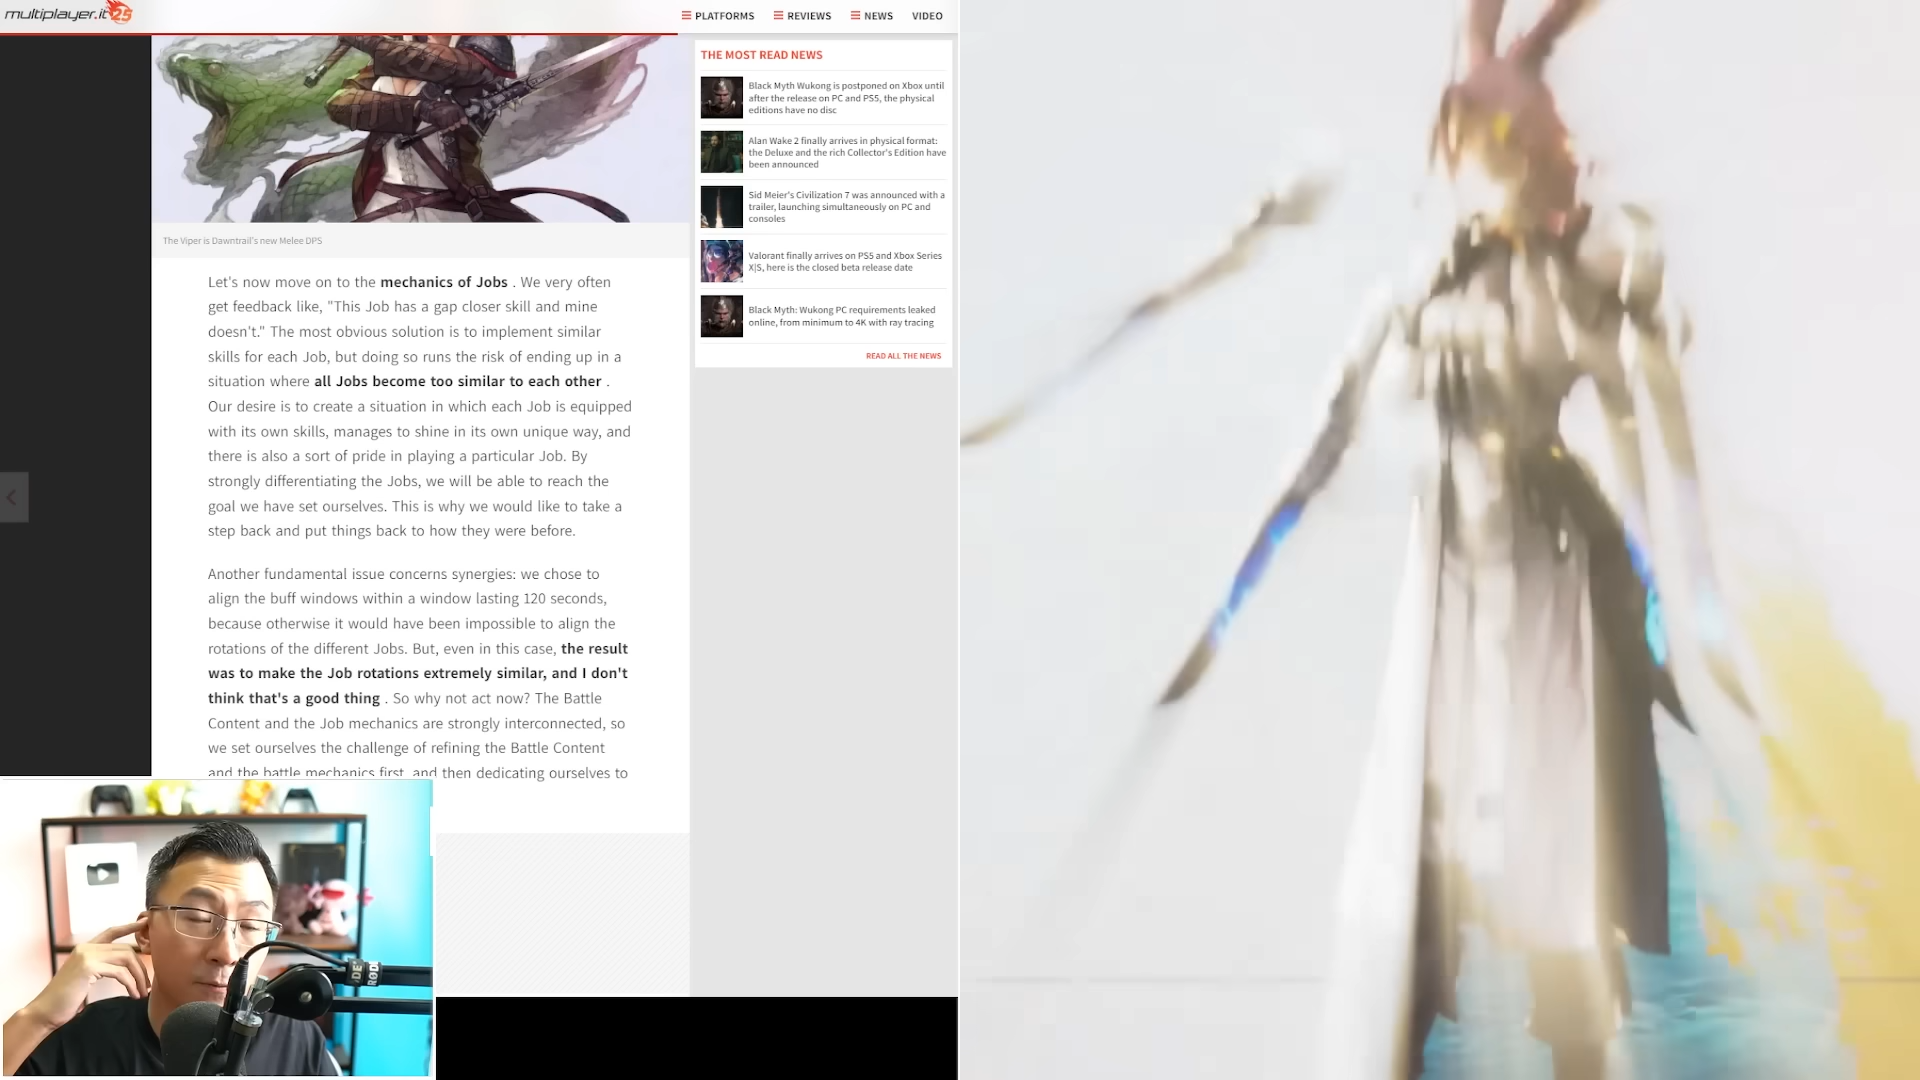 multiplayer.it 25
PLATFORMS
REVIEWS
NEWS
VIDEO
The Viper is Dawntrail's new Melee DPS
Let's now move on to the mechanics of Jobs . We very often
get feedback like, "This Job has a gap closer skill and mine
doesn't." The most obvious solution is to implement similar
skills for each Job, but doing so runs the risk of ending up in a
situation where all Jobs become too similar to each other .
Our desire is to create a situation in which each Job is equipped
with its own skills, manages to shine in its own unique way, and
there is also a sort of pride in playing a particular Job. By
strongly differentiating the Jobs, we will be able to reach the
goal we have set ourselves. This is why we would like to take a
step back and put things back to how they were before.
Another fundamental issue concerns synergies: we chose to
align the buff windows within a window lasting 120 seconds,
because otherwise it would have been impossible to align the
rotations of the different Jobs. But, even in this case, the result
was to make the Job rotations extremely similar, and I don't
think that's a good thing . So why not act now? The Battle
Content and the Job mechanics are strongly interconnected, so
we set ourselves the challenge of refining the Battle Content
and the battle mechanics first, and then dedicating ourselves to
THE MOST READ NEWS
Black Myth Wukong is postponed on Xbox until
after the release on PC and PS5, the physical
editions have no disc
Alan Wake 2 finally arrives in physical format:
the Deluxe and the rich Collector's Edition have
been announced
Sid Meier's Civilization 7 was announced with a
trailer, launching simultaneously on PC and
consoles
Valorant finally arrives on PS5 and Xbox Series
X|S, here is the closed beta release date
Black Myth: Wukong PC requirements leaked
online, from minimum to 4K with ray tracing
READ ALL THE NEWS
RØDE